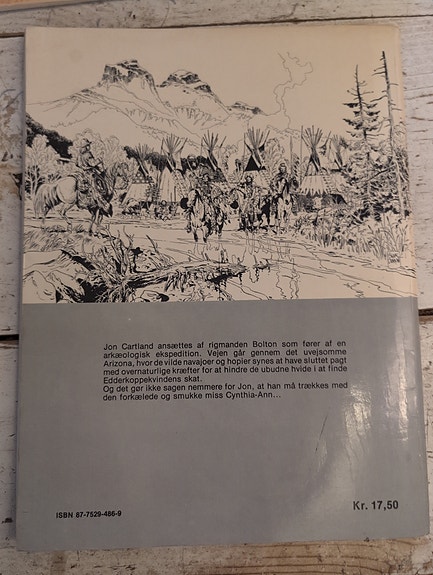 Jon Cartland ansættes af rigmanden Bolton som fører af en
arkæologisk ekspedition. Vejen går gennem det uvejsomme
Arizona, hvor de vilde navajoer og hopier synes at have sluttet pagt
med overnaturlige kræfter for at hindre de ubudne hvide i at finde
Edderkoppekvindens skat.
Og det gør ikke sagen nemmere for Jon, at han må trækkes med
den forkælede og smukke miss Cynthia-Ann...
ISBN 87-7529-486-9
Kr. 17,50